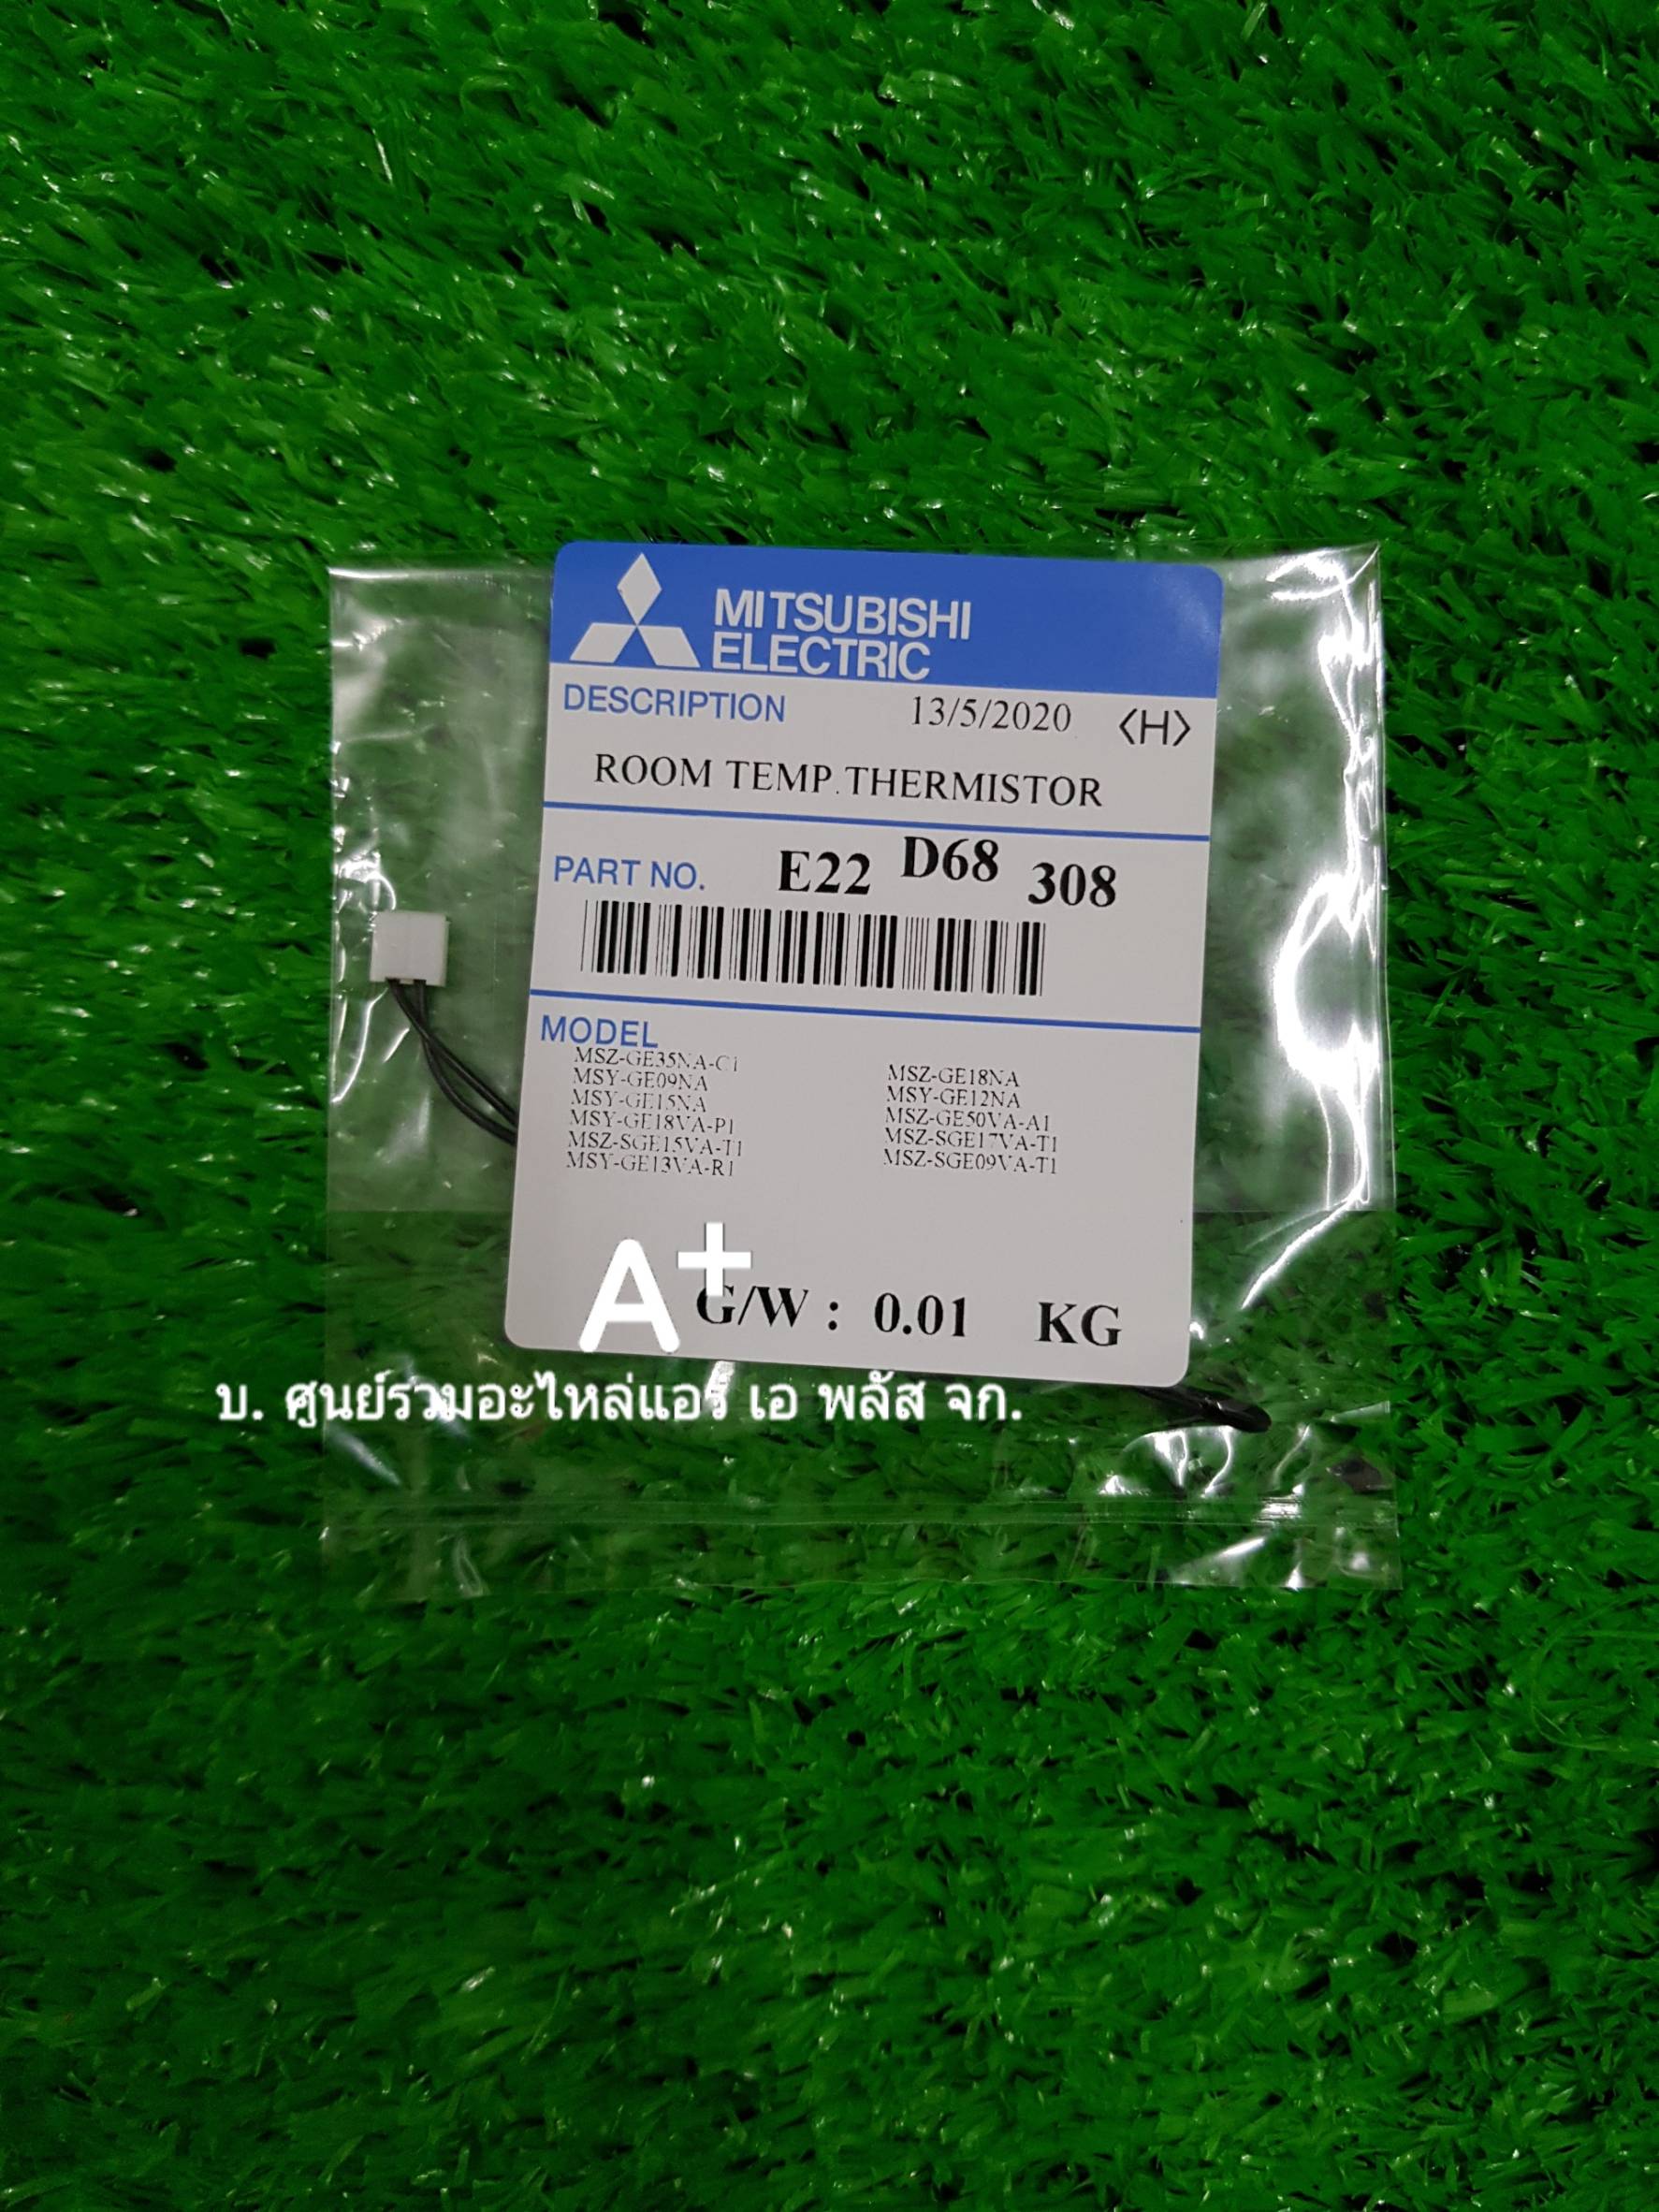 MITSUBISHI
ELECTRIC
DESCRIPTION 13/5/2020 <H>
ROOM TEMP.THERMISTOR
PART NO. E22 D68 308
MODEL
MSZ-GE35NA-C1
MSY-GE09NA MSZ-GE18NA
MSY-GE15NA MSY-GE12NA
MSY-GE18VA-P1 MSZ-GE50VA-A1
MSZ-SGE15VA-T1 MSZ-SGE17VA-T1
MSY-GE13VA-R1 MSZ-SGE09VA-T1
A+
G/W : 0.01 KG
บ. ศูนย์รวมอะไหล่แอร์ เอ พลัส จก.